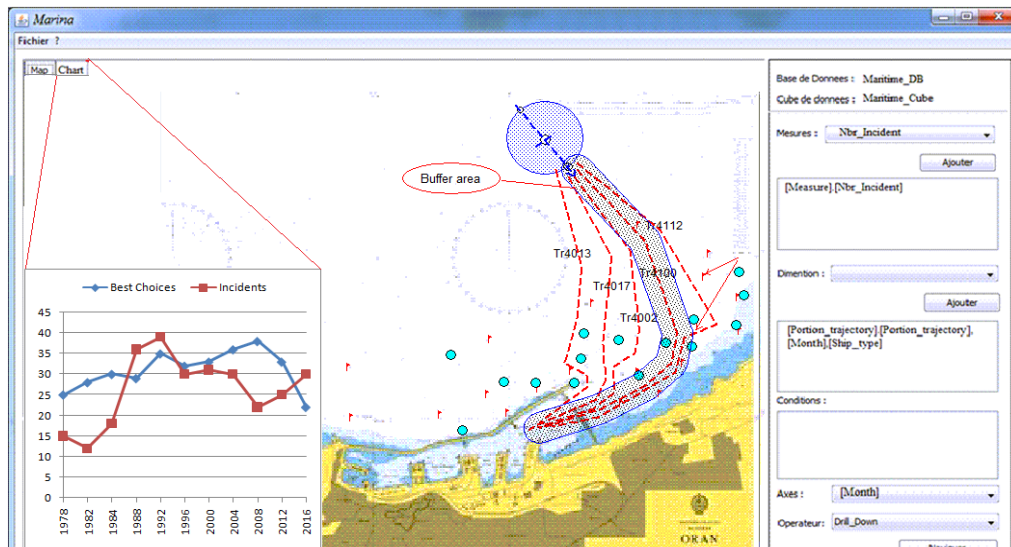 Marina
Fichier ?
Map Chart
Base de Donnees : Maritime_DB
Cube de donnees : Maritime_Cube
Mesures : Nbr_Incident
Ajouter
[Measure].[Nbr_Incident]
Dimention :
Ajouter
[Portion_trajectory].[Portion_trajectory],
[Month],[Ship_type]
Conditions :
Axes : [Month]
Operateur: Drill_Down
Buffer area
Tr4112
Tr4013
Tr4100
Tr4017
Tr4002
Best Choices Incidents
45
40
35
30
25
20
15
10
5
0
1978 1982 1984 1988 1992 1996 2000 2004 2008 2012 2016
ORAN